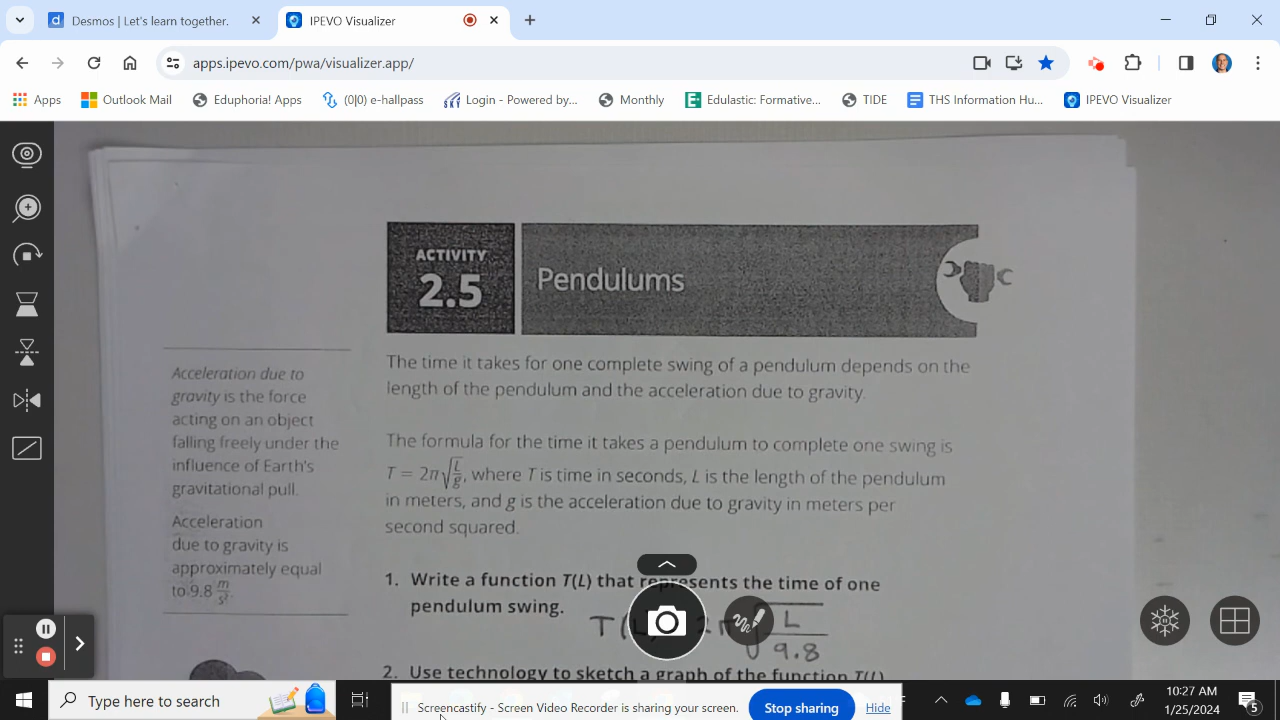 Desmos | Let's learn together.
IPEVO Visualizer
apps.ipevo.com/pwa/visualizer.app/
Apps
Outlook Mail
Eduphoria! Apps
(0|0) e-hallpass
Login - Powered by...
Monthly
Edulastic: Formative...
TIDE
THS Information Hu...
IPEVO Visualizer
ACTIVITY
2.5
Pendulums
Acceleration due to
gravity is the force
acting on an object
falling freely under the
influence of Earth's
gravitational pull.
Acceleration
due to gravity is
approximately equal
to 9.8 m/s².
The time it takes for one complete swing of a pendulum depends on the
length of the pendulum and the acceleration due to gravity.
The formula for the time it takes a pendulum to complete one swing is
T = 2π√(L/g), where T is time in seconds, L is the length of the pendulum
in meters, and g is the acceleration due to gravity in meters per
second squared.
1. Write a function T(L) that represents the time of one
pendulum swing.
T(L) 2π√(L/9.8)
2. Use technology to sketch a graph of the function T(L)
Type here to search
Screencastify - Screen Video Recorder is sharing your screen.
Stop sharing
Hide
10:27 AM
1/25/2024
5